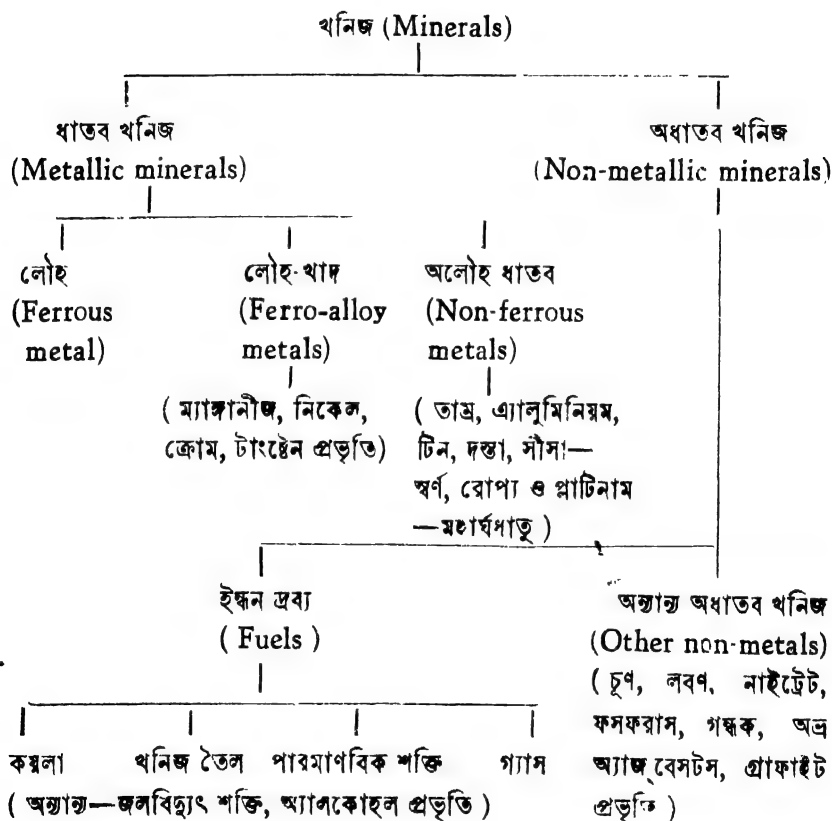 খনিজ (Minerals)
ধাতব খনিজ
(Metallic minerals)
অধাতব খনিজ
(Non-metallic minerals)
লৌহ
(Ferrous
metal)
লৌহ-খাদ
(Ferro-alloy
metals)
(ম্যাঙ্গানীজ, নিকেল,
ক্রোম, টাংষ্টেন প্রভৃতি)
অলৌহ ধাতব
(Non-ferrous
metals)
( তাম্র, এ্যালুমিনিয়ম,
টিন, দস্তা, সীসা—
স্বর্ণ, রৌপ্য ও প্লাটিনাম
—মহার্ঘধাতু )
ইন্ধন দ্রব্য
( Fuels )
কয়লা খনিজ তৈল পারমাণবিক শক্তি গ্যাস
( অন্যান্য—জলবিদ্যুৎ শক্তি, অ্যালকোহল প্রভৃতি )
অন্যান্য অধাতব খনিজ
(Other non-metals)
( চূণ, লবণ, নাইট্রেট,
ফসফরাস, গন্ধক, অভ্র
অ্যাজ্বেসটস, গ্রাফাইট
প্রভৃতি )